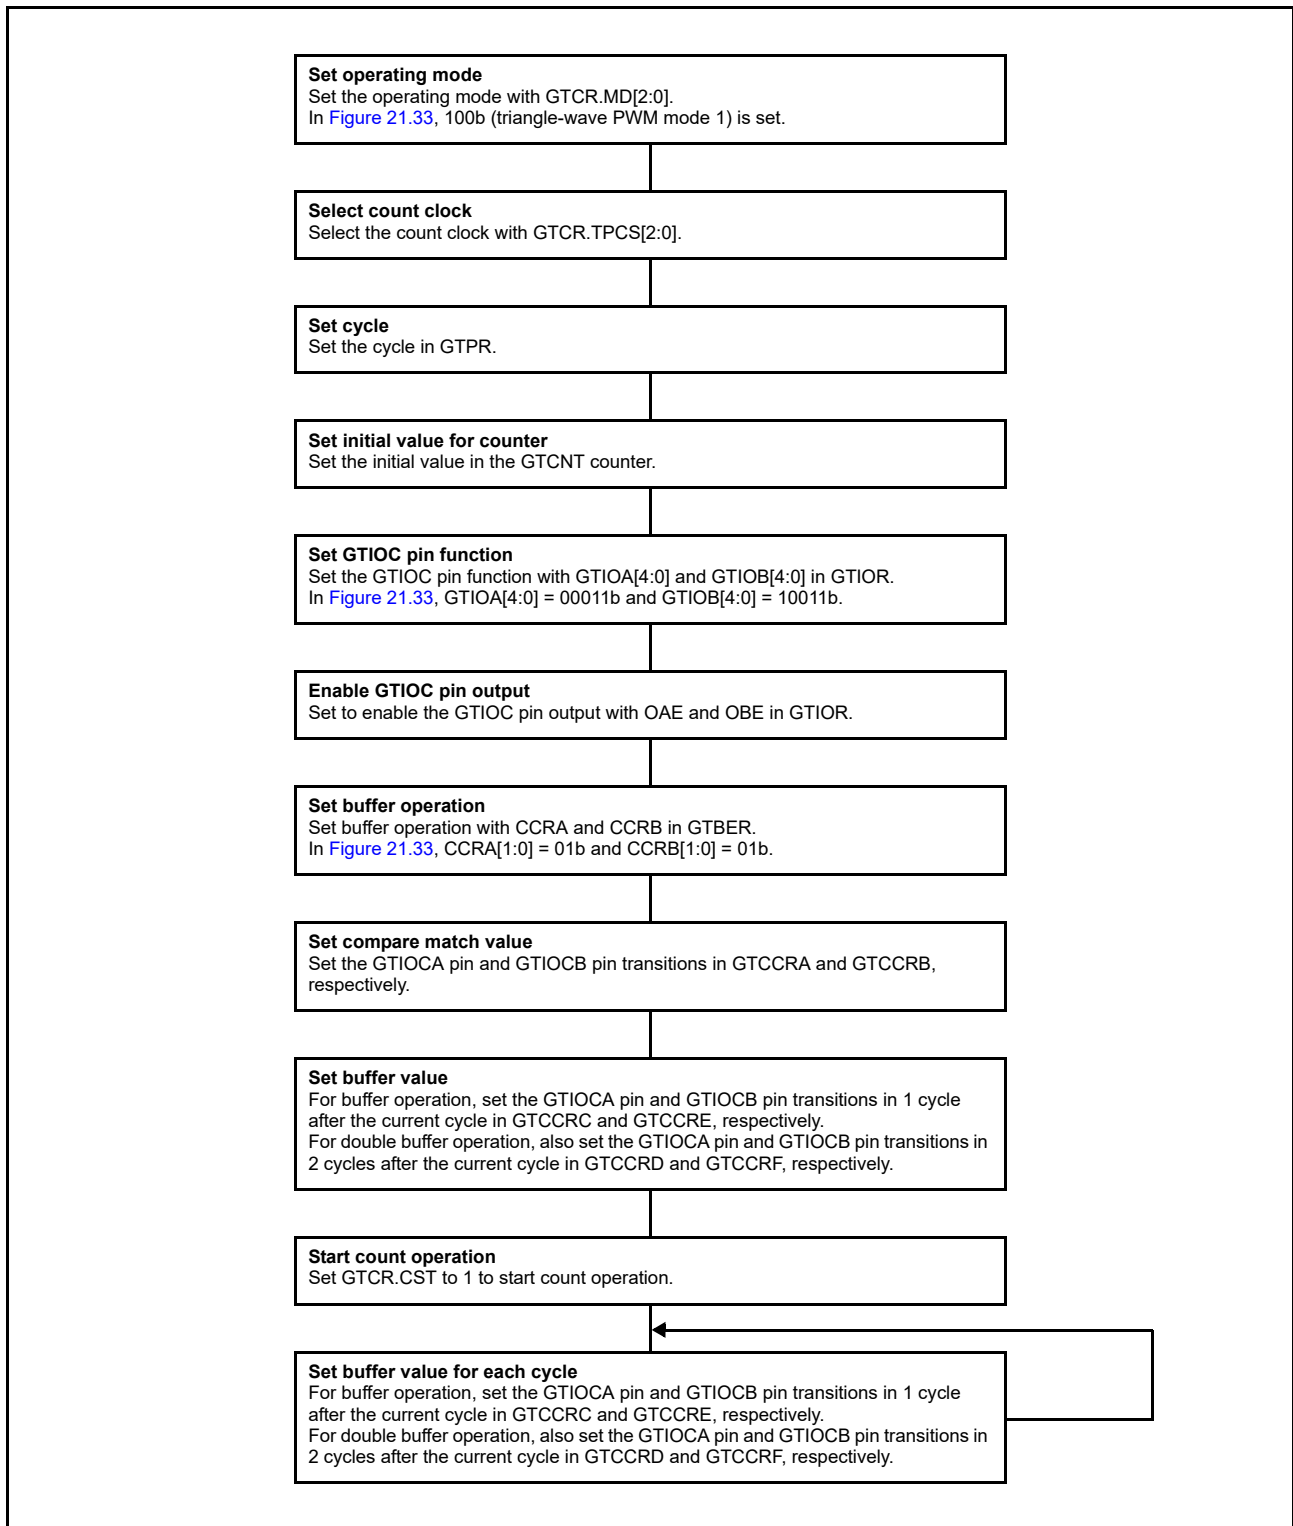 Set operating mode
Set the operating mode with GTCR.MD[2:0].
In Figure 21.33, 100b (triangle-wave PWM mode 1) is set.
Select count clock
Select the count clock with GTCR.TPCS[2:0].
Set cycle
Set the cycle in GTPR.
Set initial value for counter
Set the initial value in the GTCNT counter.
Set GTIOC pin function
Set the GTIOC pin function with GTIOA[4:0] and GTIOB[4:0] in GTIOR.
In Figure 21.33, GTIOA[4:0] = 00011b and GTIOB[4:0] = 10011b.
Enable GTIOC pin output
Set to enable the GTIOC pin output with OAE and OBE in GTIOR.
Set buffer operation
Set buffer operation with CCRA and CCRB in GTBER.
In Figure 21.33, CCRA[1:0] = 01b and CCRB[1:0] = 01b.
Set compare match value
Set the GTIOCA pin and GTIOCB pin transitions in GTCCRA and GTCCRB,
respectively.
Set buffer value
For buffer operation, set the GTIOCA pin and GTIOCB pin transitions in 1 cycle
after the current cycle in GTCCRC and GTCCRE, respectively.
For double buffer operation, also set the GTIOCA pin and GTIOCB pin transitions in
2 cycles after the current cycle in GTCCRD and GTCCRF, respectively.
Start count operation
Set GTCR.CST to 1 to start count operation.
Set buffer value for each cycle
For buffer operation, set the GTIOCA pin and GTIOCB pin transitions in 1 cycle
after the current cycle in GTCCRC and GTCCRE, respectively.
For double buffer operation, also set the GTIOCA pin and GTIOCB pin transitions in
2 cycles after the current cycle in GTCCRD and GTCCRF, respectively.